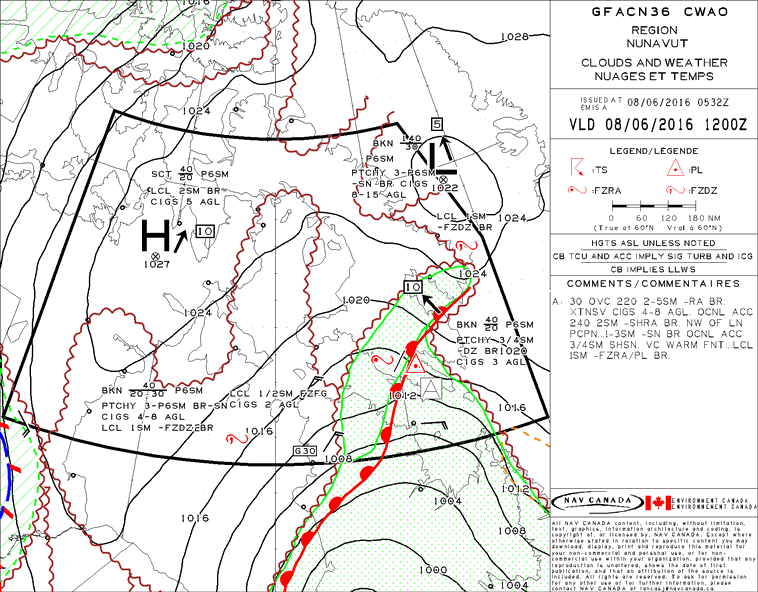 GFACN36 CWAO
REGION
NUNAVUT
CLOUDS AND WEATHER
NUAGES ET TEMPS
ISSUED AT
EMIS A
08/06/2016 0532Z
VLD 08/06/2016 1200Z
LEGEND/LEGENDE
:TS
:PL
:FZRA
:FZDZ
0 60 120 180 NM
(True at 60°N Vrai à 60°N)
HGTS ASL UNLESS NOTED
CB TCU AND ACC IMPLY SIG TURB AND ICG
CB IMPLIES LLWS
COMMENTS/COMMENTAIRES
A: 30 OVC 220 2-5SM -RA BR.
XTNSV CIGS 4-8 AGL. OCNL ACC
240 2SM -SHRA BR. NW OF LN
PCPN..1-3SM -SN BR OCNL ACC
3/4SM SHSN. VC WARM FNT..LCL
1SM -FZRA/PL BR.
NAV CANADA
ENVIRONMENT CANADA
ENVIRONNEMENT CANADA
All NAV CANADA content, including, without limitation,
text, graphics, information architecture and coding, is
copyright of, or licensed by, NAV CANADA. Except where
otherwise stated in relation to specific content you may
download, display, print and reproduce this material for
your non-commercial and personal use, or for non-
commercial use within your organization, provided that any
reproduction is unaltered, shows the date of first
publication, and that an attribution of the source is
included. All rights are reserved. To ask for permission
for any other use or for further information, please
contact NAV CANADA at
1016
1020
1028
1024
5
BKN 140
30
P6SM
PTCHY 3-P6SM
-SN BR CIGS
8-15 AGL
L
1022
SCT 40
20 P6SM
LCL 2SM BR
CIGS 5 AGL
LCL 1SM
-FZDZ BR
1024
H
10
1027
1024
10
1020
1024
BKN 40
20 P6SM
PTCHY 3/4SM
-DZ BR
1020
CIGS 3 AGL
A
BKN 40
20-30 P6SM
PTCHY 3-P6SM BR-SN
CIGS 4-8 AGL
LCL 1SM -FZDZ BR
LCL 1/2SM FZFG
CIGS 2 AGL
1012
1016
1016
G30
1008
1012
1004
1016
1008
1000